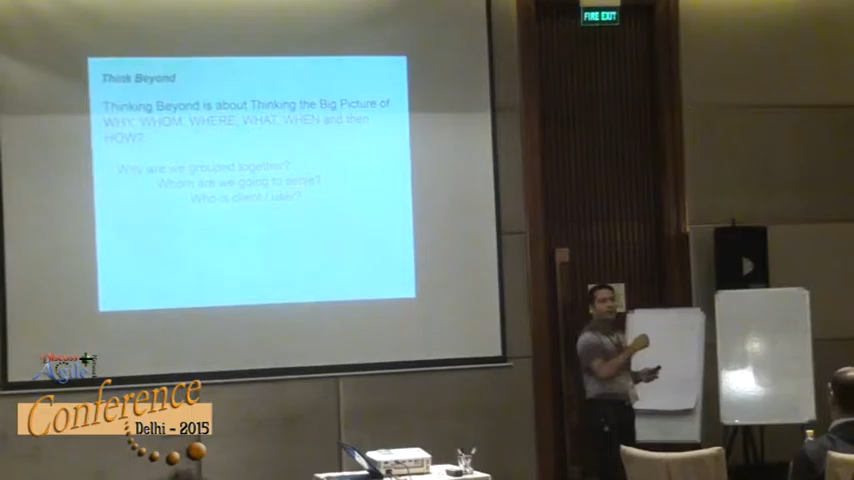 FIRE EXIT
Think Beyond
Thinking Beyond is about Thinking the Big Picture of
WHY, WHOM, WHERE, WHAT, WHEN and then
HOW?
Why are we grouped together?
Whom are we going to serve?
Who is client / user?
Discuss
Agile
Conference
Delhi - 2015